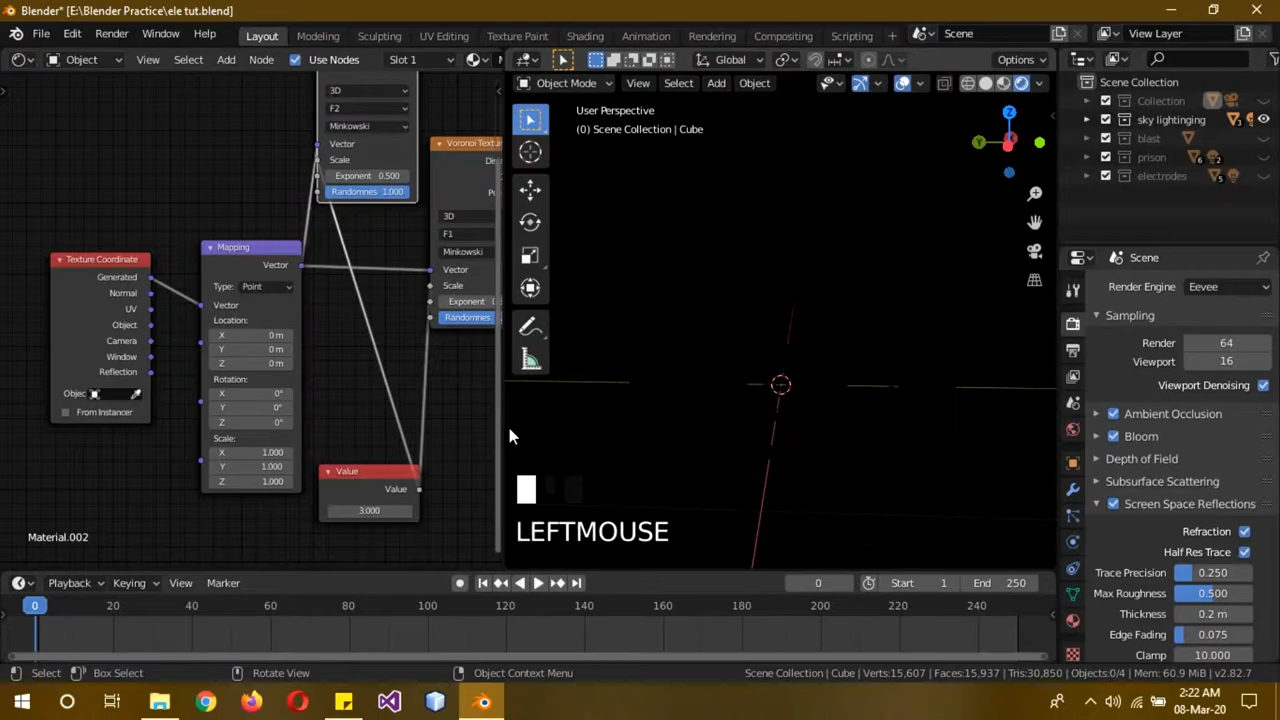 Blender* [E:\Blender Practice\ele tut.blend]
File Edit Render Window Help Layout Modeling Sculpting UV Editing Texture Paint Shading Animation Rendering Compositing Scripting Scene View Layer
Object View Select Add Node Use Nodes Slot 1 Global Options
Object Mode View Select Add Object
User Perspective
(0) Scene Collection | Cube
3D
F2
Minkowski
Vector
Scale
Exponent 0.500
Randomnes 1.000
Voronoi Textu
3D
F1
Minkowski
Vector
Scale
Exponent
Randomnes
Texture Coordinate
Generated
Normal
UV
Object
Camera
Window
Reflection
Objec
From Instancer
Mapping
Vector
Type: Point
Vector
Location:
X 0 m
Y 0 m
Z 0 m
Rotation:
X 0°
Y 0°
Z 0°
Scale:
X 1.000
Y 1.000
Z 1.000
Value
Value
3.000
Material.002
LEFTMOUSE
Z
Y
Scene Collection
Collection
sky lightinging
blast
prison
electrodes
Scene
Render Engine Eevee
Sampling
Render 64
Viewport 16
Viewport Denoising
Ambient Occlusion
Bloom
Depth of Field
Subsurface Scattering
Screen Space Reflections
Refraction
Half Res Trace
Trace Precision 0.250
Max Roughness 0.500
Thickness 0.2 m
Edge Fading 0.075
Clamp 10.000
Playback Keying View Marker 0 Start 1 End 250
0 20 40 60 80 100 120 140 160 180 200 220 240
Select Box Select Rotate View Object Context Menu Scene Collection | Cube | Verts:15,607 | Faces:15,937 | Tris:30,850 | Objects:0/4 | Mem: 60.9 MiB | v2.82.7
2:22 AM
08-Mar-20